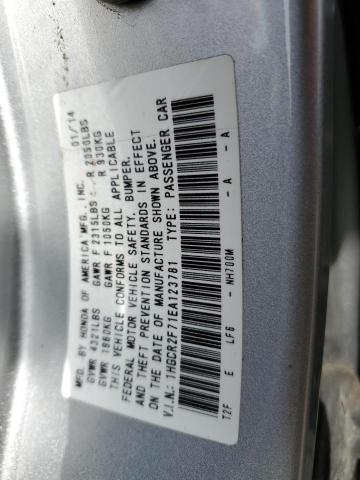 MFD. BY HONDA OF AMERICA MFG., INC. 01/14
GVWR 4321LBS GAWR F 2315LBS R 2050LBS
GVWR 1960KG GAWR F 1050KG R 930KG
THIS VEHICLE CONFORMS TO ALL APPLICABLE
FEDERAL MOTOR VEHICLE SAFETY, BUMPER,
AND THEFT PREVENTION STANDARDS IN EFFECT
ON THE DATE OF MANUFACTURE SHOWN ABOVE.
V.I.N.: 1HGCR2F71EA123781 TYPE: PASSENGER CAR
T2F E LF6 - NH700M - A - A